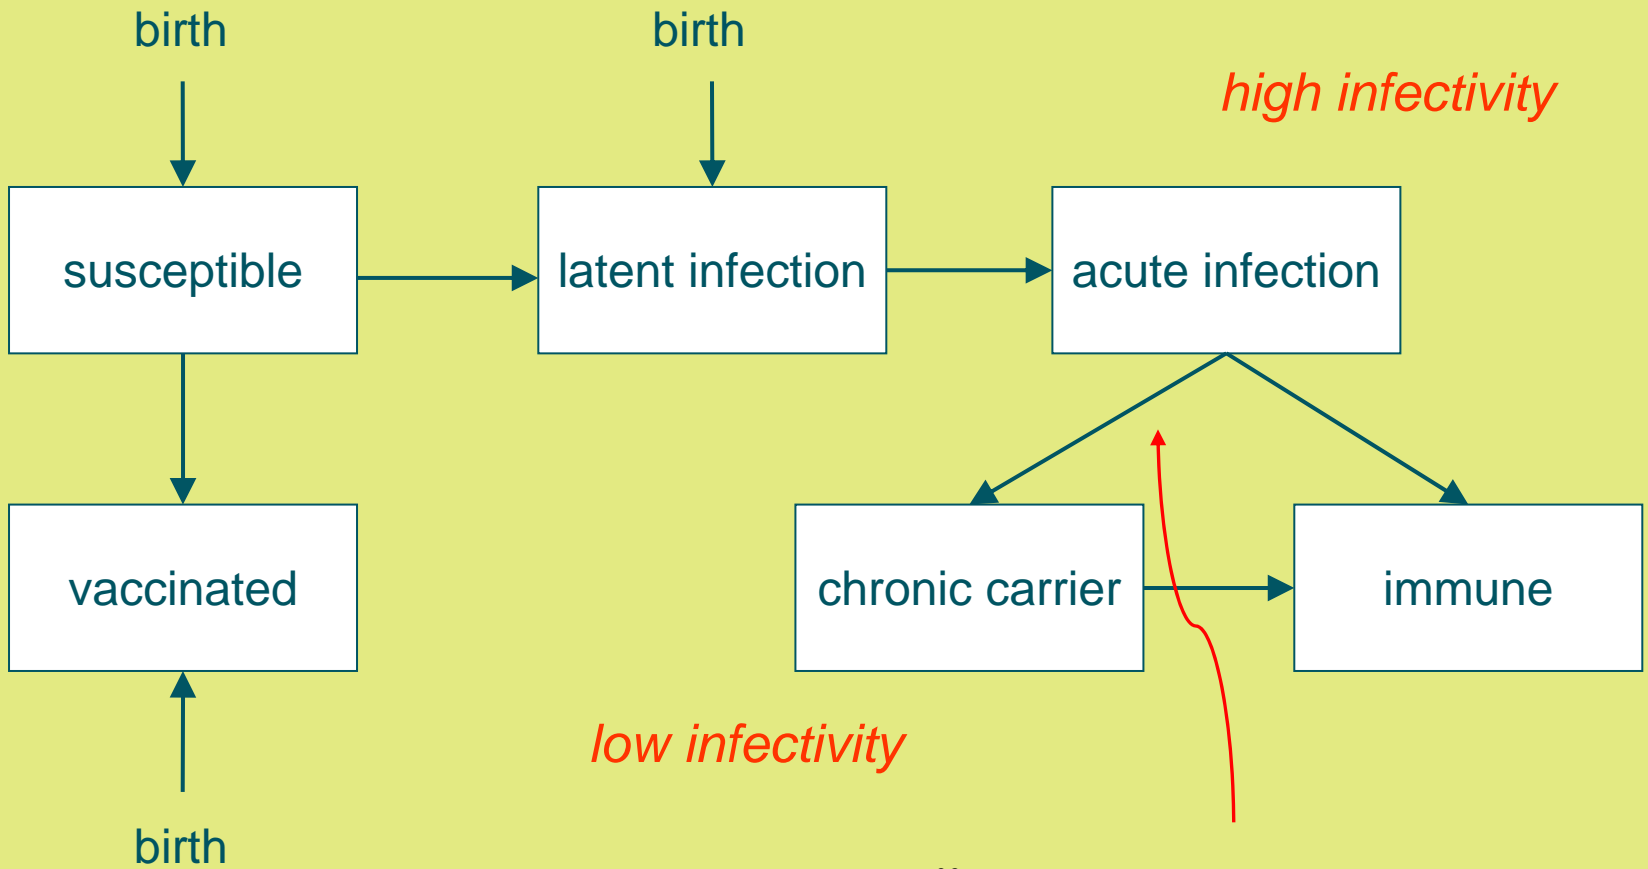 birth
birth
high infectivity
susceptible
latent infection
acute infection
vaccinated
chronic carrier
immune
low infectivity
birth